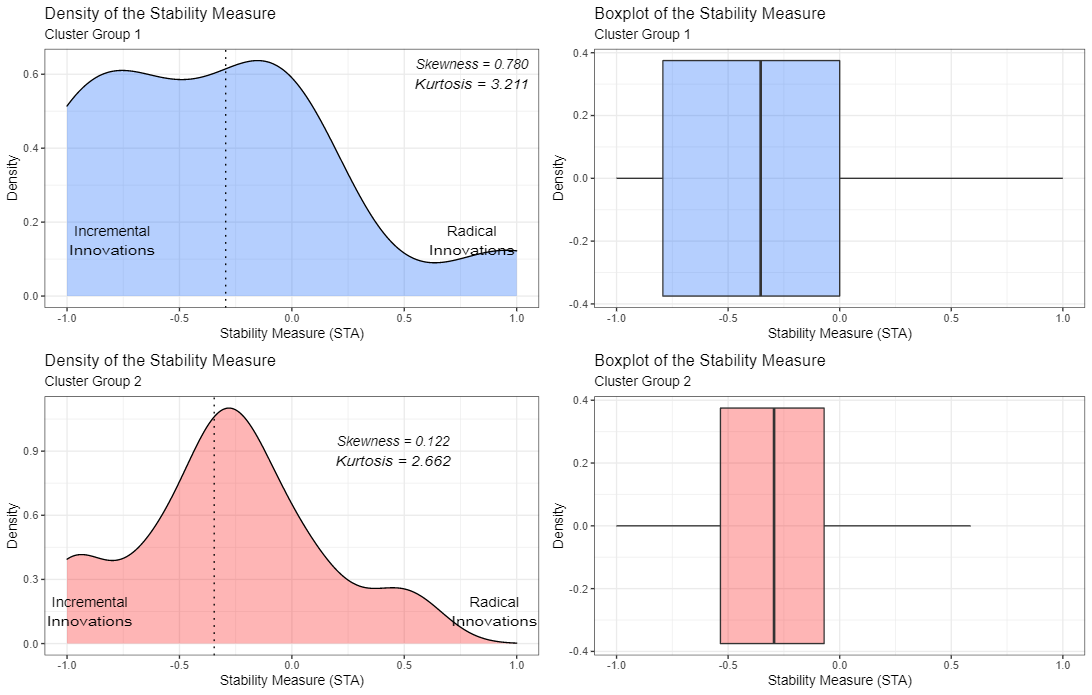 Density of the Stability Measure
Cluster Group 1
Skewness = 0.780
Kurtosis = 3.211
0.6
0.4
0.2
0.0
Density
Incremental
Innovations
Radical
Innovations
-1.0 -0.5 0.0 0.5 1.0
Stability Measure (STA)
Boxplot of the Stability Measure
Cluster Group 1
0.4
0.2
0.0
-0.2
-0.4
Density
-1.0 -0.5 0.0 0.5 1.0
Stability Measure (STA)
Density of the Stability Measure
Cluster Group 2
Skewness = 0.122
Kurtosis = 2.662
0.9
0.6
0.3
0.0
Density
Incremental
Innovations
Radical
Innovations
-1.0 -0.5 0.0 0.5 1.0
Stability Measure (STA)
Boxplot of the Stability Measure
Cluster Group 2
0.4
0.2
0.0
-0.2
-0.4
Density
-1.0 -0.5 0.0 0.5 1.0
Stability Measure (STA)